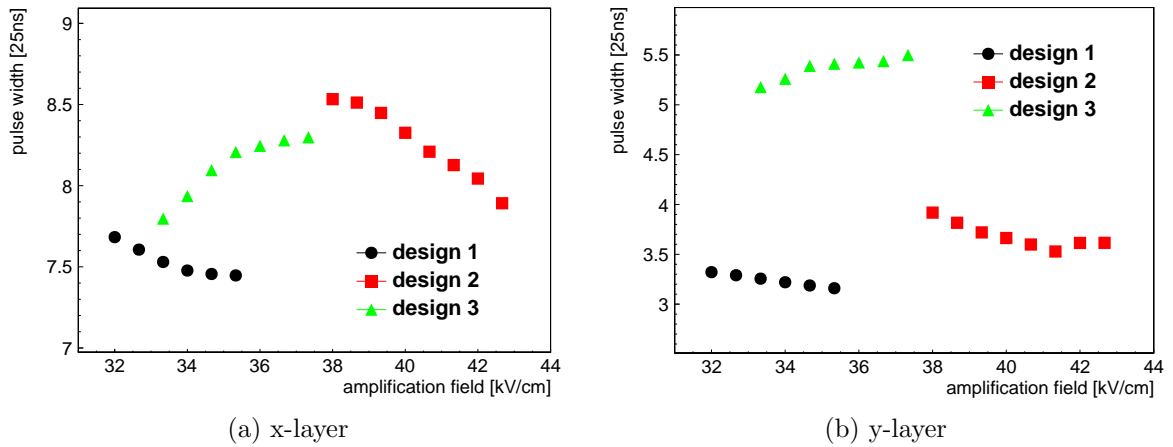 pulse width [25ns]
9
8.5
8
7.5
7
design 1
design 2
design 3
32 34 36 38 40 42 44
amplification field [kV/cm]
(a) x-layer
pulse width [25ns]
5.5
5
4.5
4
3.5
3
design 1
design 2
design 3
32 34 36 38 40 42 44
amplification field [kV/cm]
(b) y-layer